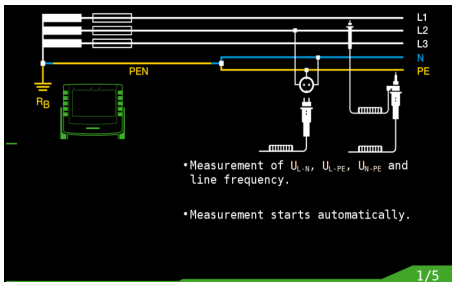 L1
L2
L3
N
PEN
PE
RB
•Measurement of UL-N, UL-PE, UN-PE and
line frequency.
•Measurement starts automatically.
1/5